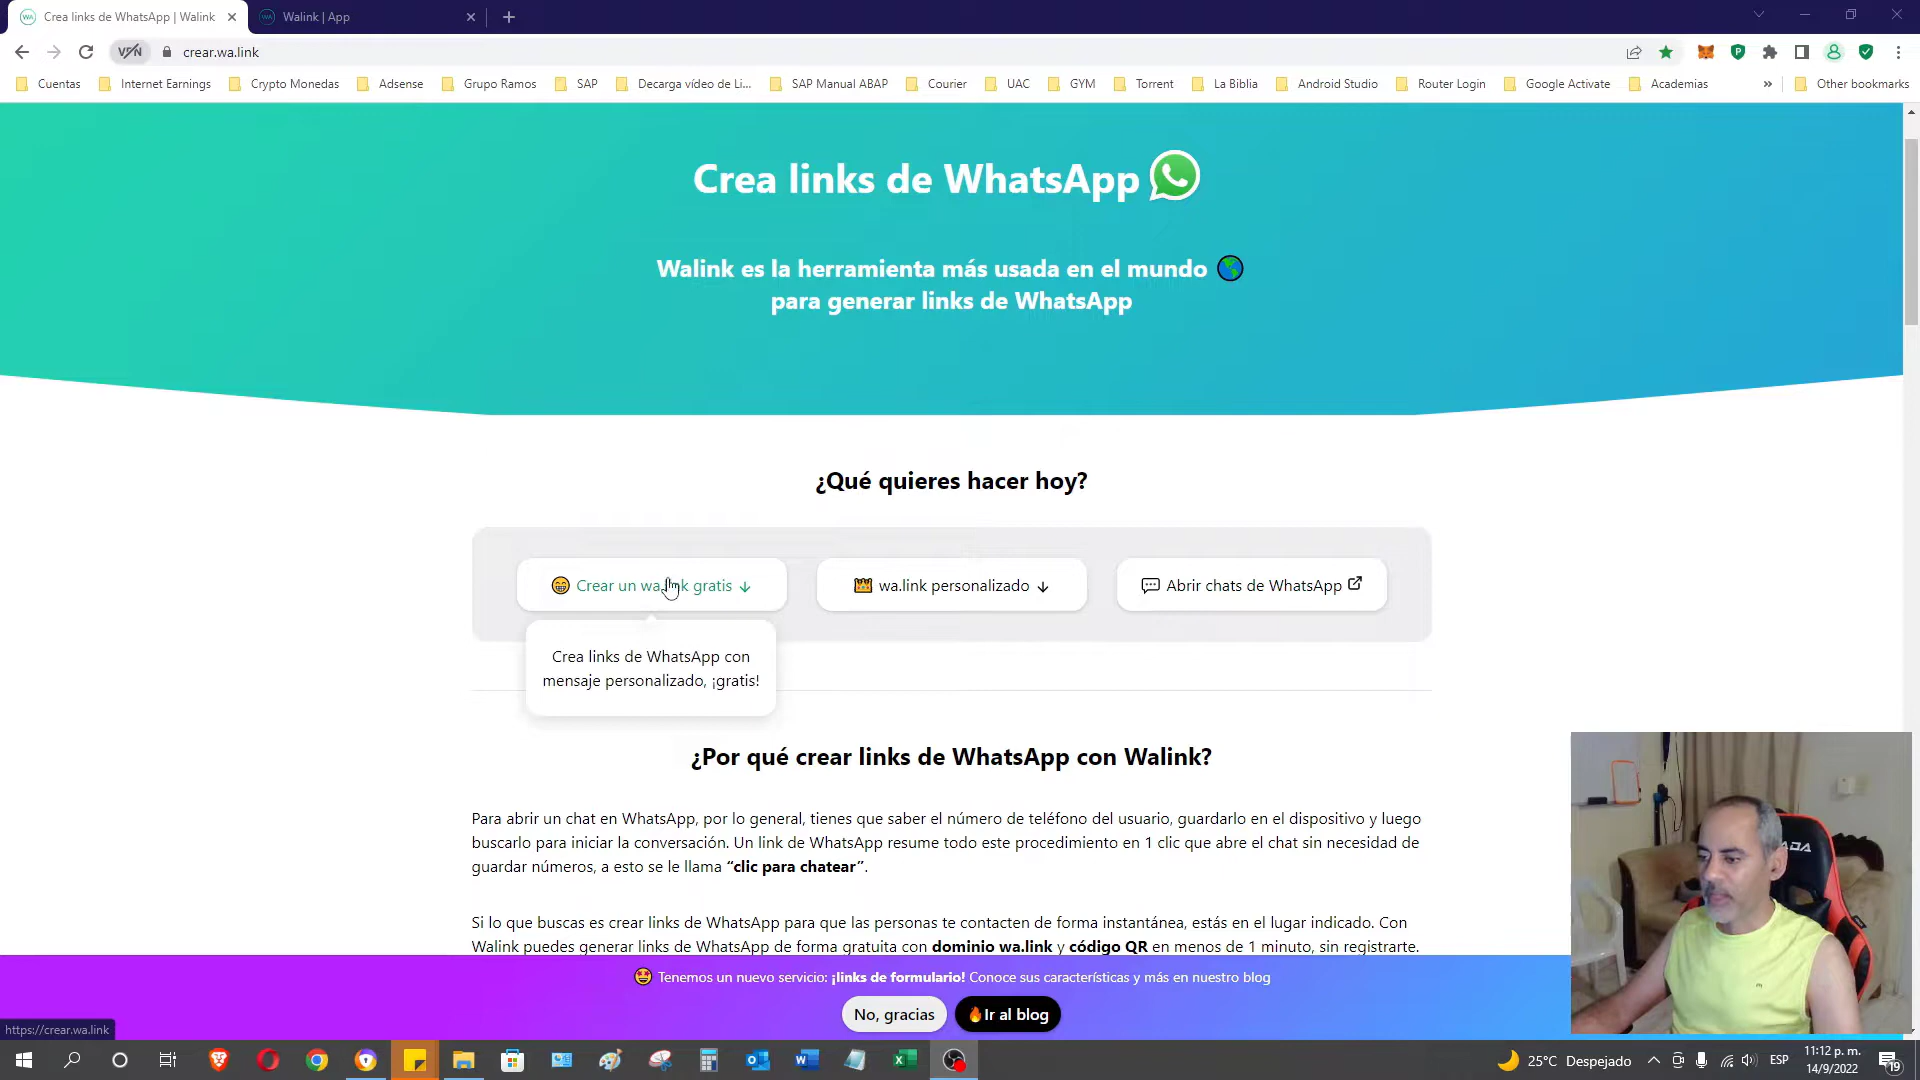 Crea links de WhatsApp | Walink
Walink | App
VPN
crear.wa.link
Cuentas
Internet Earnings
Crypto Monedas
Adsense
Grupo Ramos
SAP
Decarga vídeo de Li...
SAP Manual ABAP
Courier
UAC
GYM
Torrent
La Biblia
Android Studio
Router Login
Google Activate
Academias
»
Other bookmarks
Crea links de WhatsApp
Walink es la herramienta más usada en el mundo
para generar links de WhatsApp
¿Qué quieres hacer hoy?
Crear un wa.link gratis ↓
wa.link personalizado ↓
Abrir chats de WhatsApp
Crea links de WhatsApp con
mensaje personalizado, ¡gratis!
¿Por qué crear links de WhatsApp con Walink?
Para abrir un chat en WhatsApp, por lo general, tienes que saber el número de teléfono del usuario, guardarlo en el dispositivo y luego
buscarlo para iniciar la conversación. Un link de WhatsApp resume todo este procedimiento en 1 clic que abre el chat sin necesidad de
guardar números, a esto se le llama “clic para chatear”.
Si lo que buscas es crear links de WhatsApp para que las personas te contacten de forma instantánea, estás en el lugar indicado. Con
Walink puedes generar links de WhatsApp de forma gratuita con dominio wa.link y código QR en menos de 1 minuto, sin registrarte.
Tenemos un nuevo servicio: ¡links de formulario! Conoce sus características y más en nuestro blog
No, gracias
Ir al blog
https://crear.wa.link
25°C Despejado
ESP
11:12 p. m.
14/9/2022
19